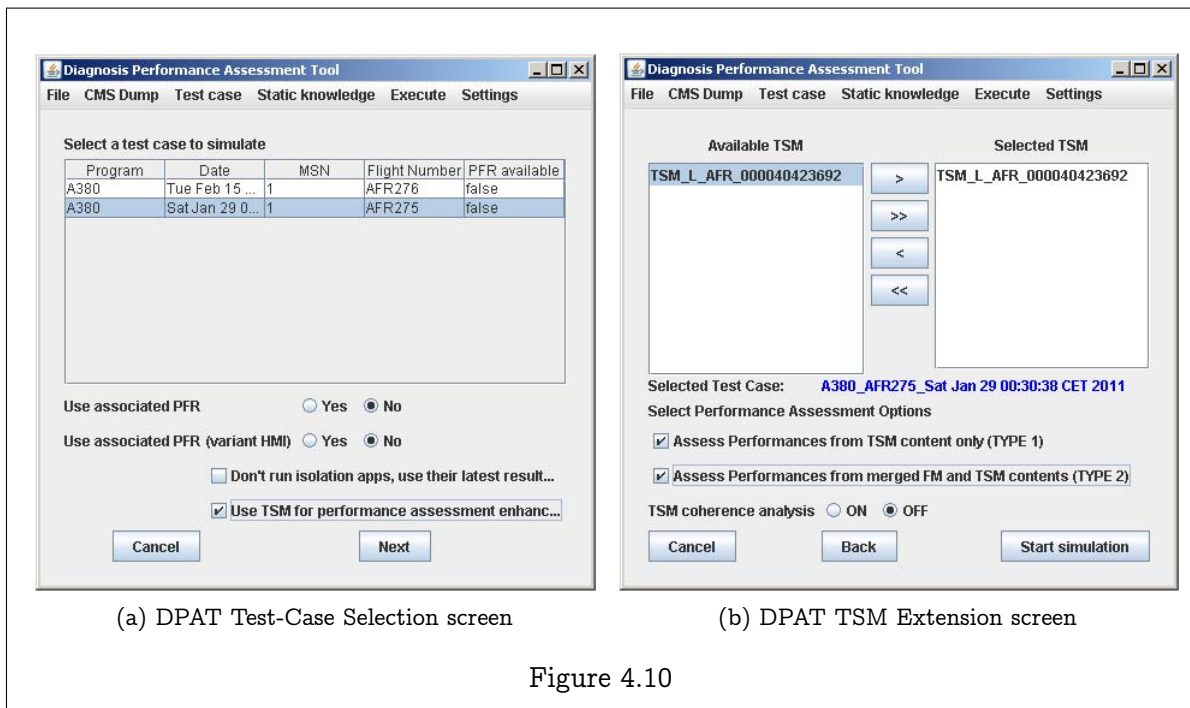 Diagnosis Performance Assessment Tool
File CMS Dump Test case Static knowledge Execute Settings
Select a test case to simulate
Program Date MSN Flight Number PFR available
A380 Tue Feb 15 ... 1 AFR276 false
A380 Sat Jan 29 0... 1 AFR275 false
Use associated PFR Yes No
Use associated PFR (variant HMI) Yes No
Don't run isolation apps, use their latest result...
Use TSM for performance assessment enhanc...
Cancel Next
(a) DPAT Test-Case Selection screen
Diagnosis Performance Assessment Tool
File CMS Dump Test case Static knowledge Execute Settings
Available TSM Selected TSM
TSM_L_AFR_000040423692 > TSM_L_AFR_000040423692
>>
<
<<
Selected Test Case: A380_AFR275_Sat Jan 29 00:30:38 CET 2011
Select Performance Assessment Options
Assess Performances from TSM content only (TYPE 1)
Assess Performances from merged FM and TSM contents (TYPE 2)
TSM coherence analysis ON OFF
Cancel Back Start simulation
(b) DPAT TSM Extension screen
Figure 4.10